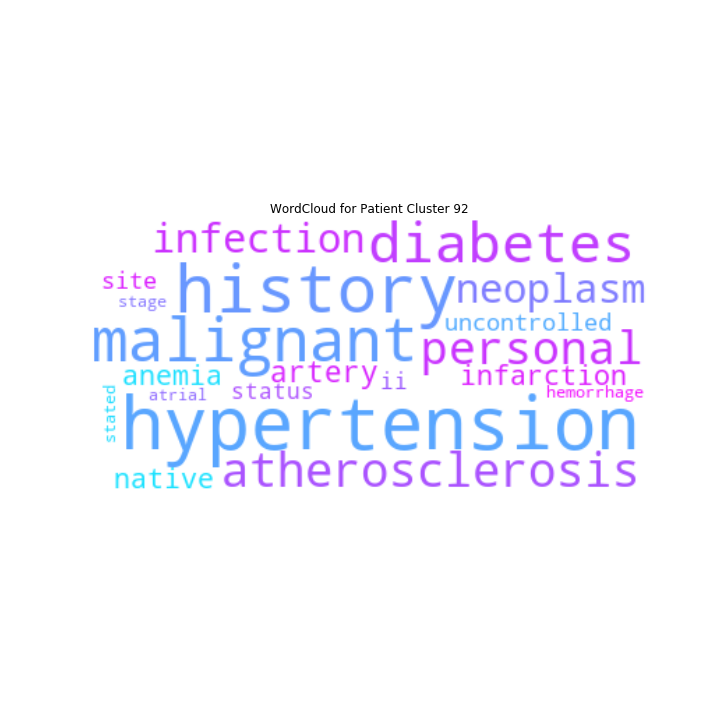 WordCloud for Patient Cluster 92
infection
diabetes
site
history
neoplasm
stage
malignant
uncontrolled
personal
anemia
artery
ii
infarction
atrial
status
hemorrhage
stated
hypertension
native
atherosclerosis